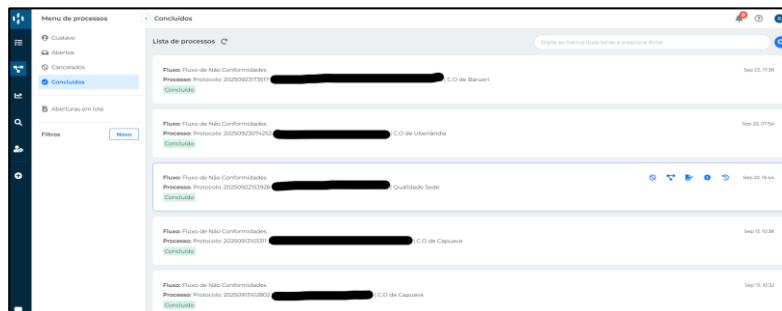 Menu de processos
Concluídos
8
Gustavo
Abertos
Cancelados
Concluídos
Aberturas em lote
Filtros
Novo
Lista de processos
Digite ao menos duas letras e pressione Enter
Fluxo: Fluxo de Não Conformidades
Sep 23, 17:39
Processo: Protocolo 20250923173517 | C.O de Barueri
Concluído
Fluxo: Fluxo de Não Conformidades
Sep 23, 07:54
Processo: Protocolo 20250923074253 | C.O de Uberlândia
Concluído
Fluxo: Fluxo de Não Conformidades
Sep 22, 15:44
Processo: Protocolo 20250922153928 Qualidade Sede
Concluído
Fluxo: Fluxo de Não Conformidades
Sep 13, 10:38
Processo: Protocolo 20250913103311 | C.O de Capuava
Concluído
Fluxo: Fluxo de Não Conformidades
Sep 13, 10:32
Processo: Protocolo 20250913102802 | C.O de Capuava
Concluído